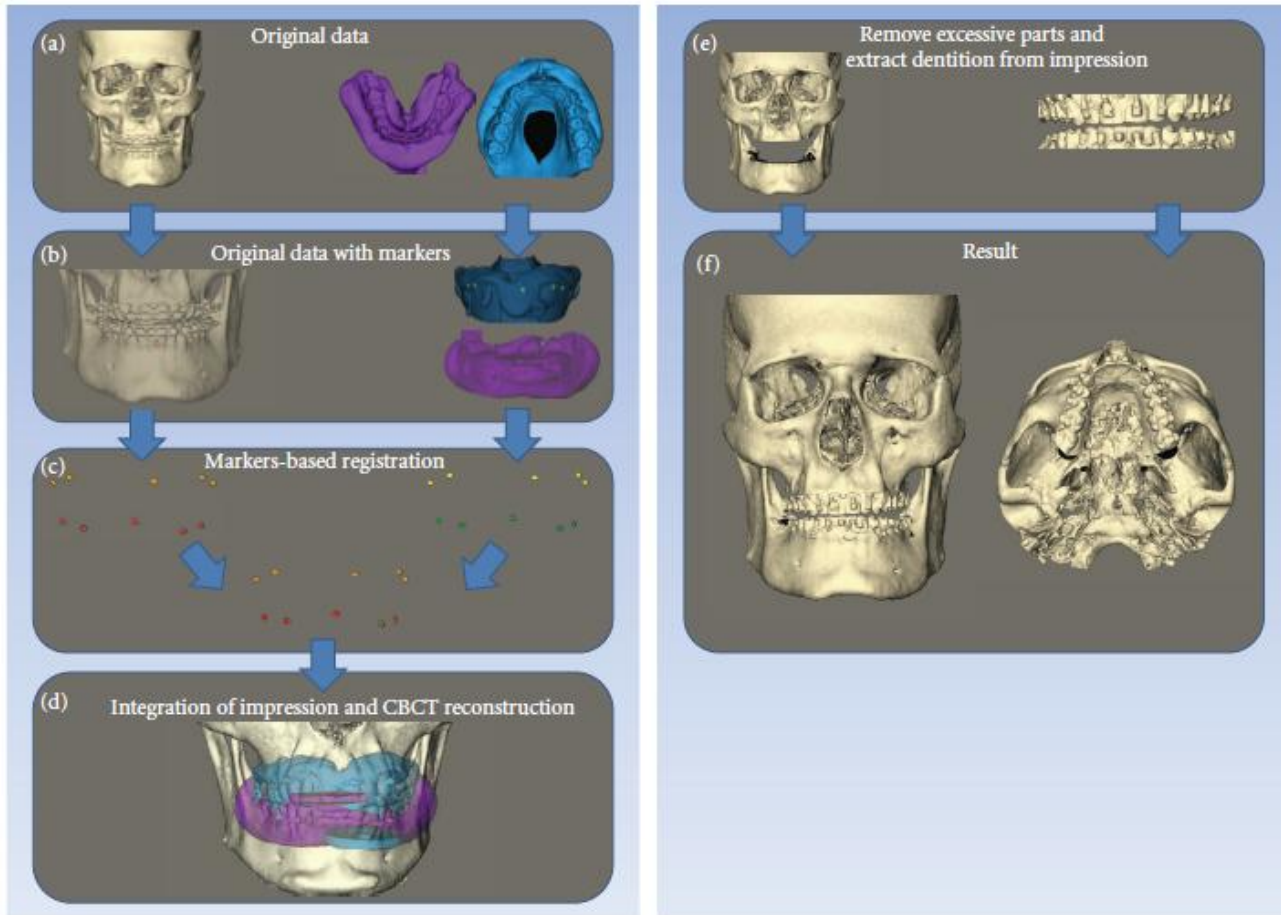 (a)
Original data
(b)
Original data with markers
(c)
Markers-based registration
(d)
Integration of impression and CBCT reconstruction
(e)
Remove excessive parts and
extract dentition from impression
(f)
Result